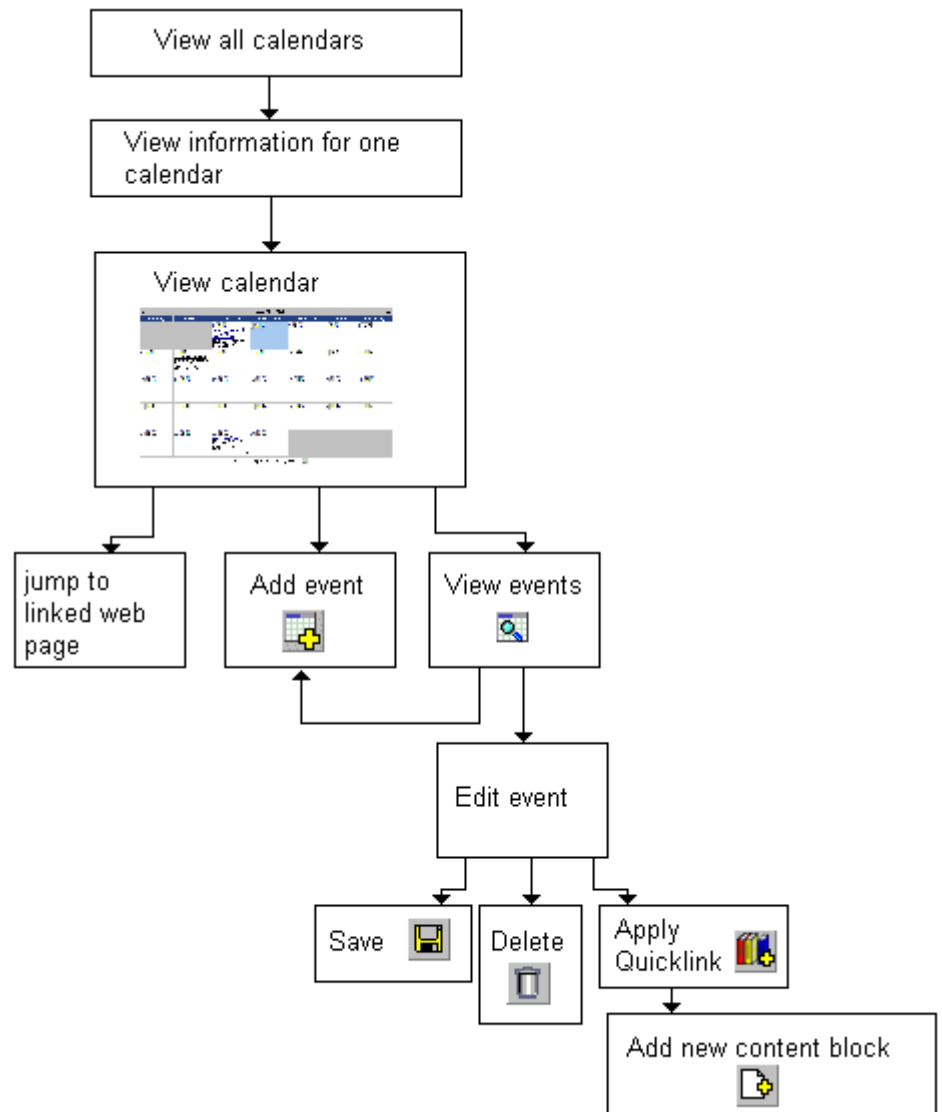 View all calendars
View information for one
calendar
View calendar
jump to
linked web
page
Add event
View events
Edit event
Save
Delete
Apply
Quicklink
Add new content block